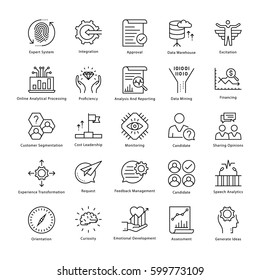 Expert System
Integration
Approval
Data Warehouse
Excitation
Online Analytical Processing
Proficiency
Analysis And Reporting
Data Mining
Financing
Customer Segmentation
Cost Leadership
Monitoring
Candidate
Sharing Opinions
Experience Transformation
Request
Feedback Management
Candidate
Speech Analytics
Orientation
Curiosity
Emotional Development
Assessment
Generate Ideas
599773109